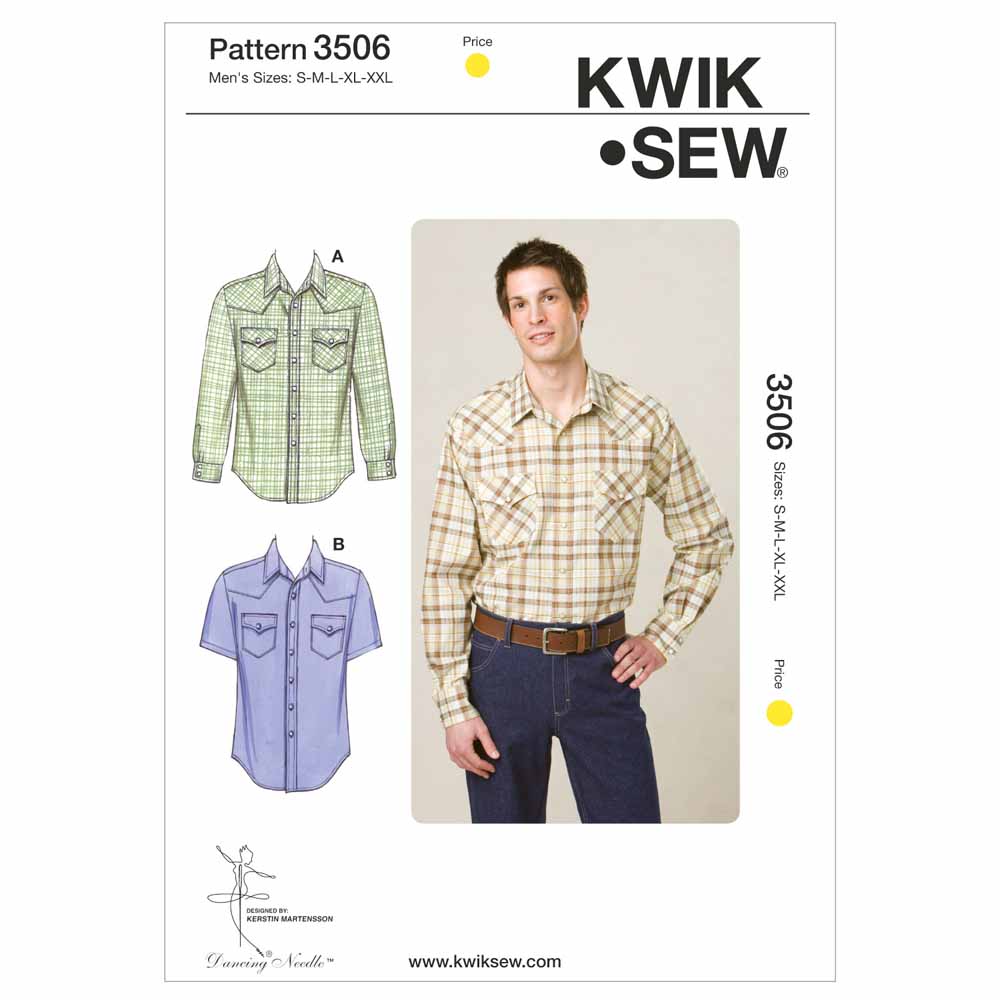 Pattern 3506
Men's Sizes: S-M-L-XL-XXL
Price
KWIK
•SEW®
A
B
3506 Sizes: S-M-L-XL-XXL Price
DESIGNED BY:
KERSTIN MARTENSSON
Dancing Needle™
®
www.kwiksew.com